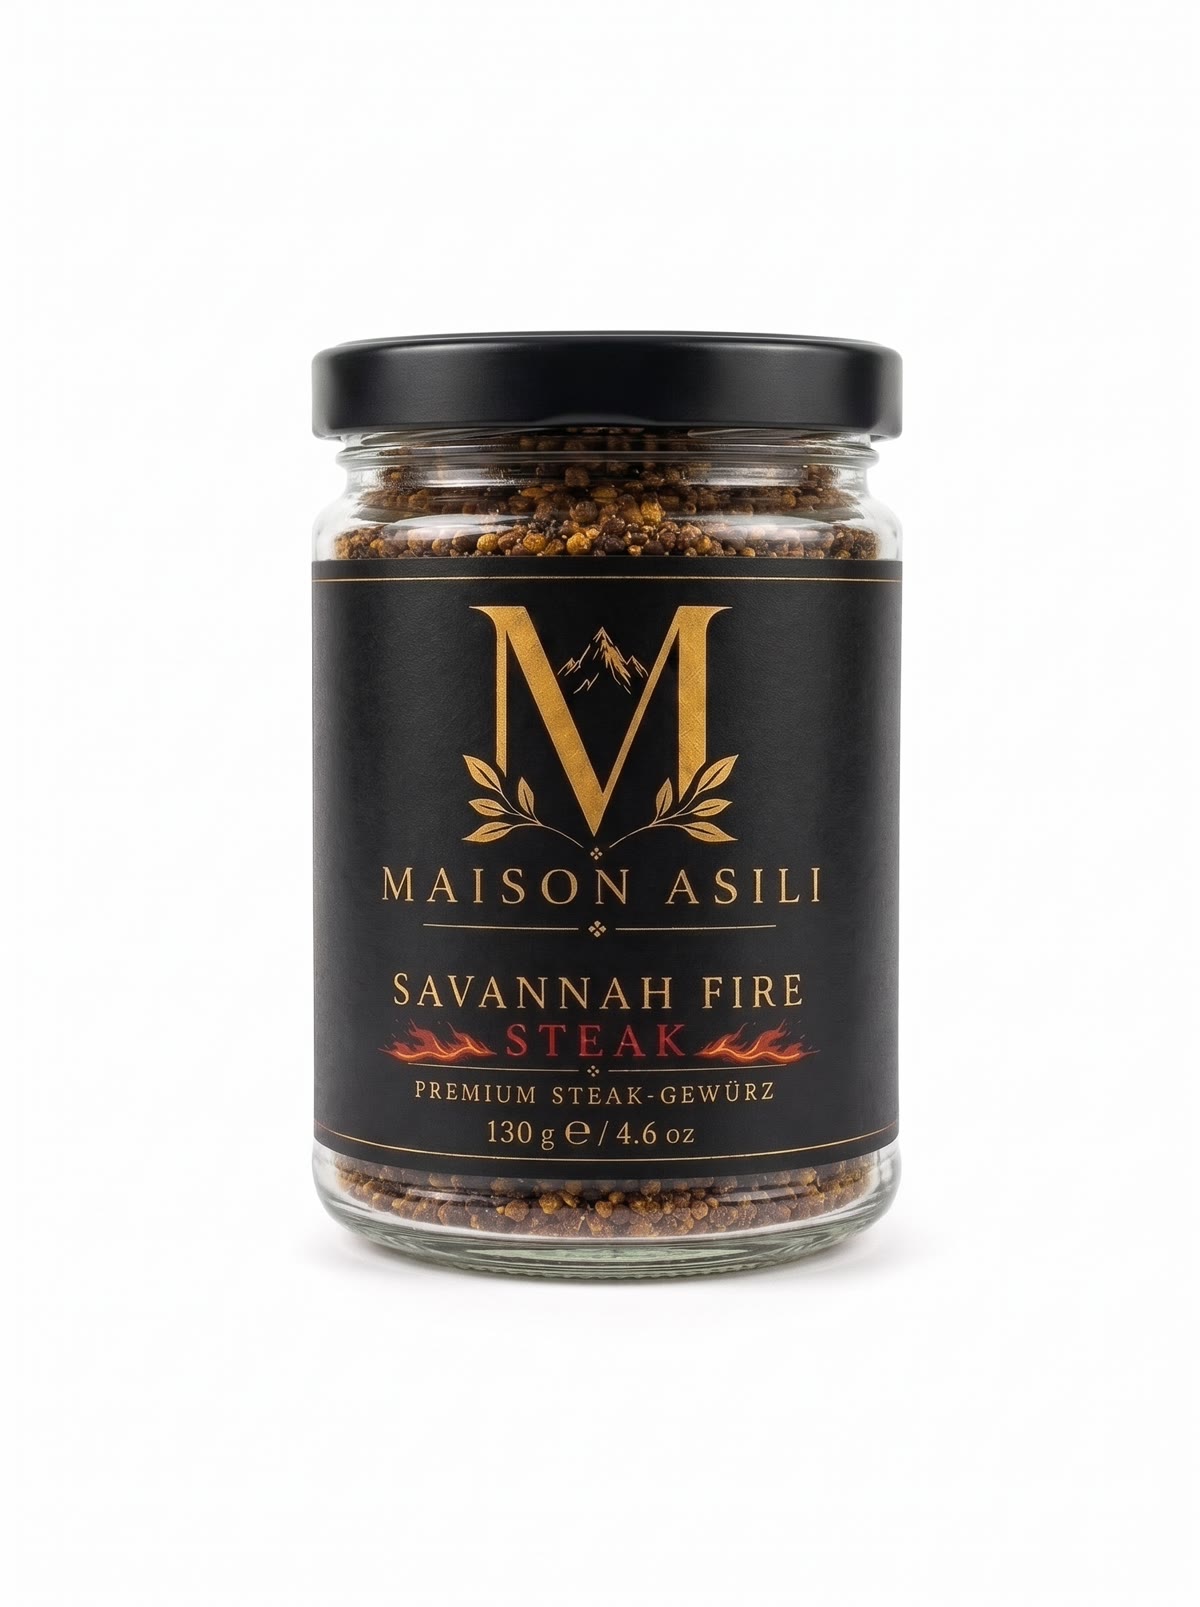 M
MAISON ASILI
SAVANNAH FIRE
STEAK
PREMIUM STEAK-GEWÜRZ
130 g ℮ / 4.6 oz